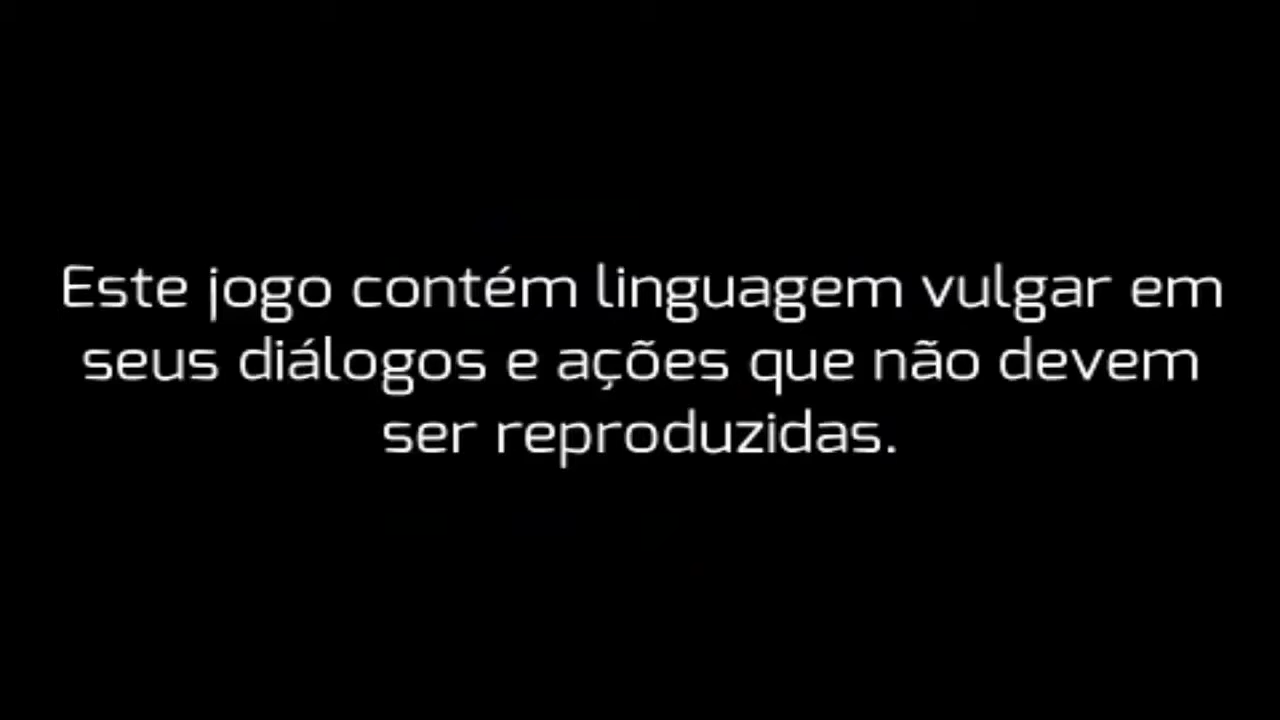 Este jogo contém linguagem vulgar em
seus diálogos e ações que não devem
ser reproduzidas.